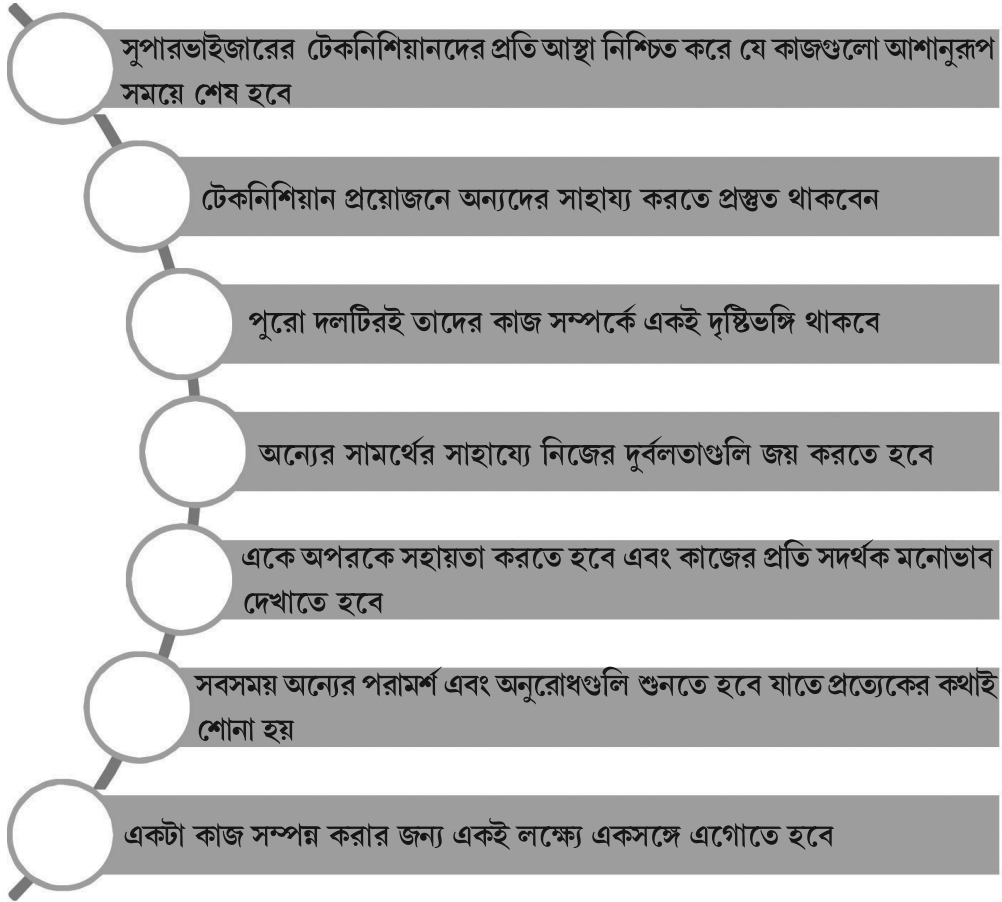 সুপারভাইজারের টেকনিশিয়ানদের প্রতি আস্থা নিশ্চিত করে যে কাজগুলো আশানুরূপ
সময়ে শেষ হবে
টেকনিশিয়ান প্রয়োজনে অন্যদের সাহায্য করতে প্রস্তুত থাকবেন
পুরো দলটিরই তাদের কাজ সম্পর্কে একই দৃষ্টিভঙ্গি থাকবে
অন্যের সামর্থের সাহায্যে নিজের দুর্বলতাগুলি জয় করতে হবে
একে অপরকে সহায়তা করতে হবে এবং কাজের প্রতি সদর্থক মনোভাব
দেখাতে হবে
সবসময় অন্যের পরামর্শ এবং অনুরোধগুলি শুনতে হবে যাতে প্রত্যেকের কথাই
শোনা হয়
একটা কাজ সম্পন্ন করার জন্য একই লক্ষ্যে একসঙ্গে এগোতে হবে